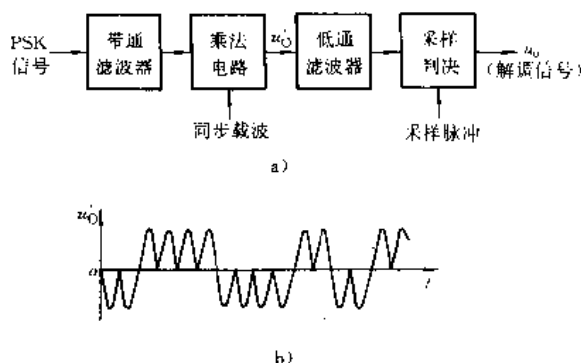 PSK
信号
带通
滤波器
乘法
电路
u'O
低通
滤波器
采样
判决
uo
(解调信号)
同步载波
采样脉冲
a)
u'O
o
t
b)